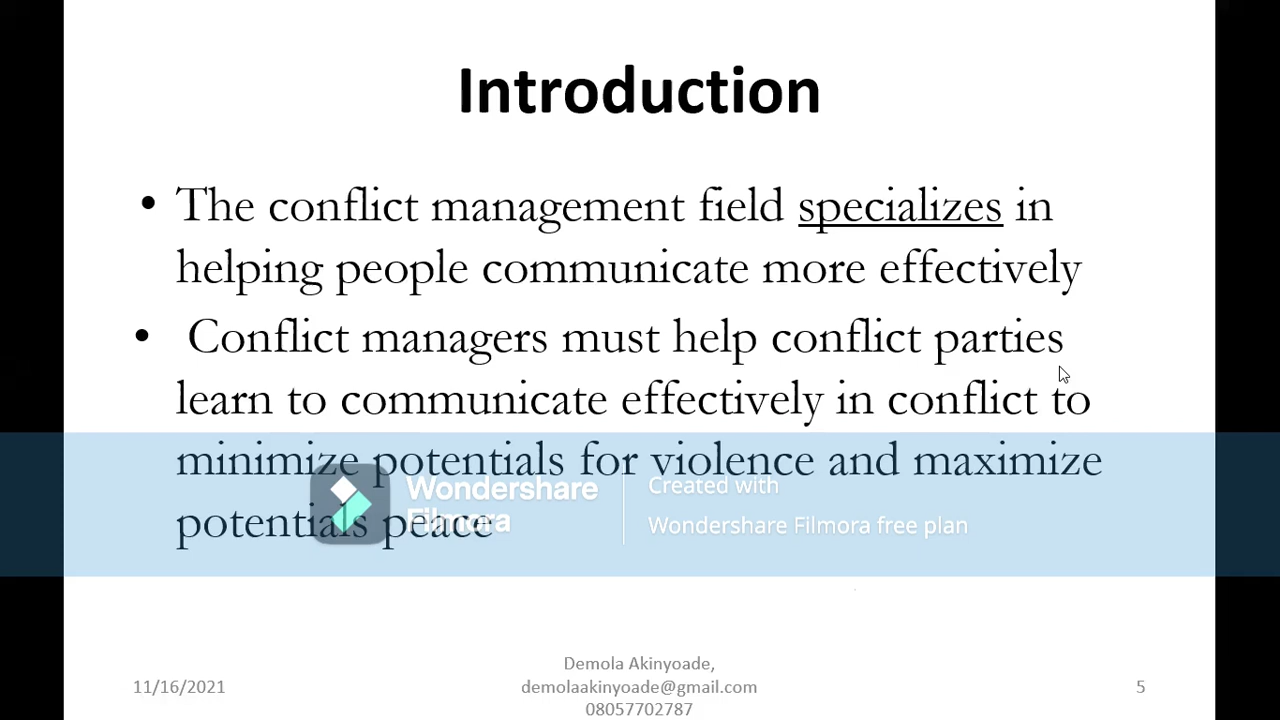 Introduction
• The conflict management field specializes in
helping people communicate more effectively
• Conflict managers must help conflict parties
learn to communicate effectively in conflict to
minimize potentials for violence and maximize
potentials peace
Wondershare
Filmora
Created with
Wondershare Filmora free plan
11/16/2021
Demola Akinyoade,
demolaakinyoade@gmail.com
08057702787
5